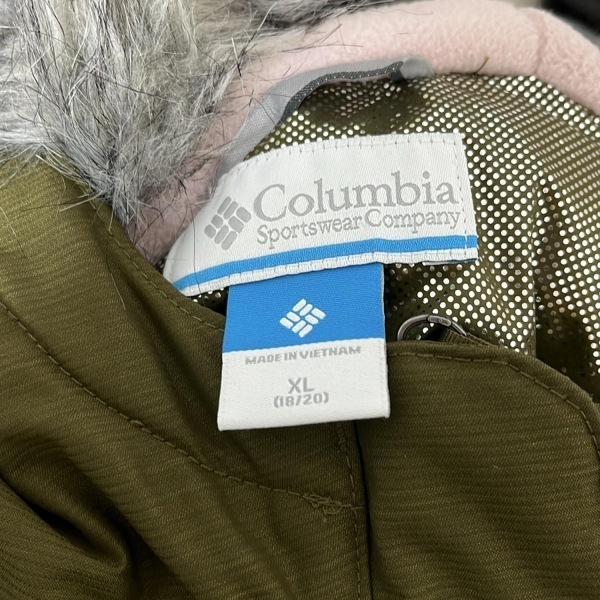 Columbia
Sportswear Company
MADE IN VIETNAM
XL
(18/20)